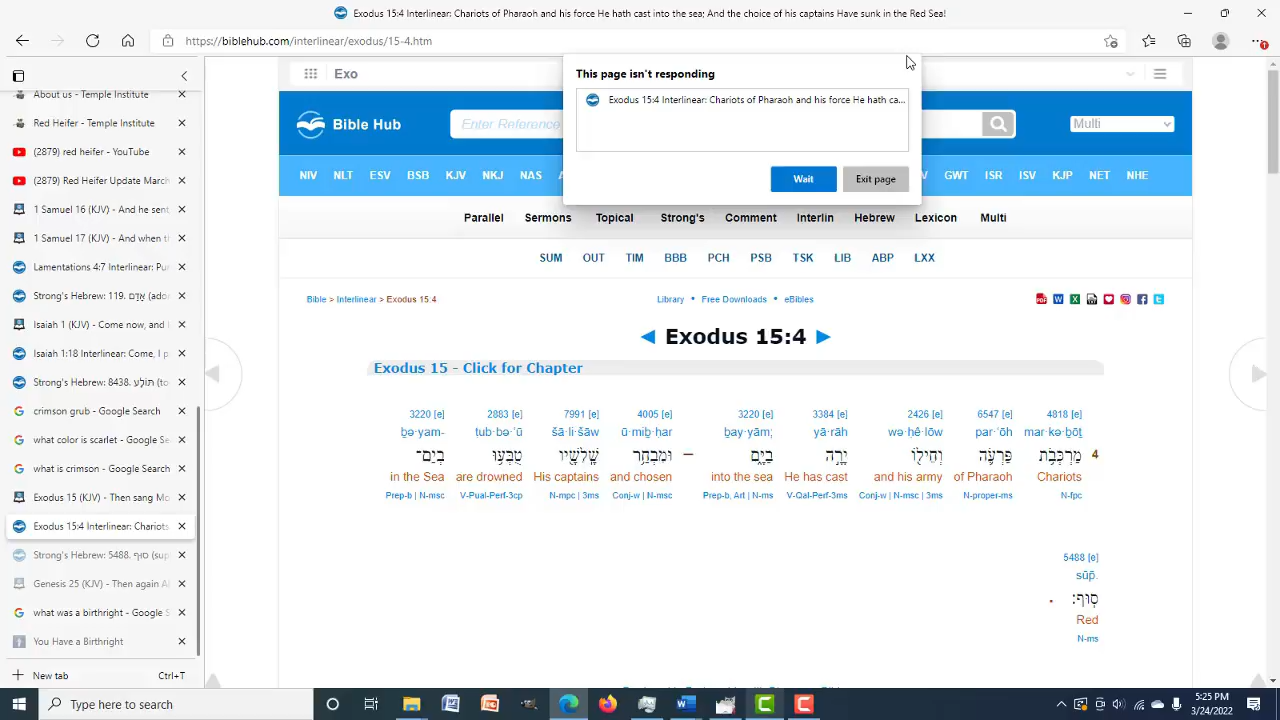 Exodus 15:4 Interlinear: Chariots of Pharaoh and his force He hath cast into the sea; And the choice of his captains Have sunk in the Red Sea!
https://biblehub.com/interlinear/exodus/15-4.htm
About us - Temple Institute
Red Heifer - Temple Institute
(2879) red heifer - YouTube
(2879) Red Heifer Update March
1 Samuel 16 (KJV) - And he sent
1 Samuel 17 (KJV) - And when t
Lamentations 4:7 Interlinear: Pu
Strong's Hebrew: 119. אָדַם (ado
Isaiah 1 (KJV) - Come now, and l
Isaiah 1:18 Interlinear: Come, I p
Strong's Hebrew: 8438. תּוֹלָע (to
crimson grub - Google Search
what color is scarlet - Google Se
what is crimson - Google Search
Exodus 15 (KJV) - Then sang Mo
Exodus 15:4 Interlinear: Chariots
Strong's Hebrew: 5488. סוּף (sup
Genesis 25 (KJV) - Then again Al
what was a birthright - Google S
You Have a Birthright
New tab Ctrl+T
Exo
This page isn't responding
Exodus 15:4 Interlinear: Chariots of Pharaoh and his force He hath ca...
Wait Exit page
Bible Hub Enter Reference Multi
NIV NLT ESV BSB KJV NKJ NAS GWT ISR ISV KJP NET NHE
Parallel Sermons Topical Strong's Comment Interlin Hebrew Lexicon Multi
SUM OUT TIM BBB PCH PSB TSK LIB ABP LXX
Bible > Interlinear > Exodus 15:4 Library • Free Downloads • eBibles
◄ Exodus 15:4 ►
Exodus 15 - Click for Chapter
3220 [e] 2883 [e] 7991 [e] 4005 [e] 3220 [e] 3384 [e] 2426 [e] 6547 [e] 4818 [e]
bə·yam- ṭub·bə·‘ū šā·li·šāw ū·miḇ·ḥar bay·yām; yā·rāh wə·ḥê·lōw par·‘ōh mar·kə·ḇōṯ
4 מַרְכְּבֹ֥ת פַּרְעֹ֛ה וְחֵיל֖וֹ יָרָ֣ה בַיָּ֑ם – וּמִבְחַ֥ר שָֽׁלִשָׁ֖יו טֻבְּע֥וּ בְיַם־
in the Sea are drowned His captains and chosen into the sea He has cast and his army of Pharaoh Chariots
Prep-b | N-msc V-Pual-Perf-3cp N-mpc | 3ms Conj-w | N-msc Prep-b, Art | N-ms V-Qal-Perf-3ms Conj-w | N-msc | 3ms N-proper-ms N-fpc
5488 [e]
sūp̄.
סֽוּף׃ .
Red
N-ms
Type here to search
5:25 PM
3/24/2022